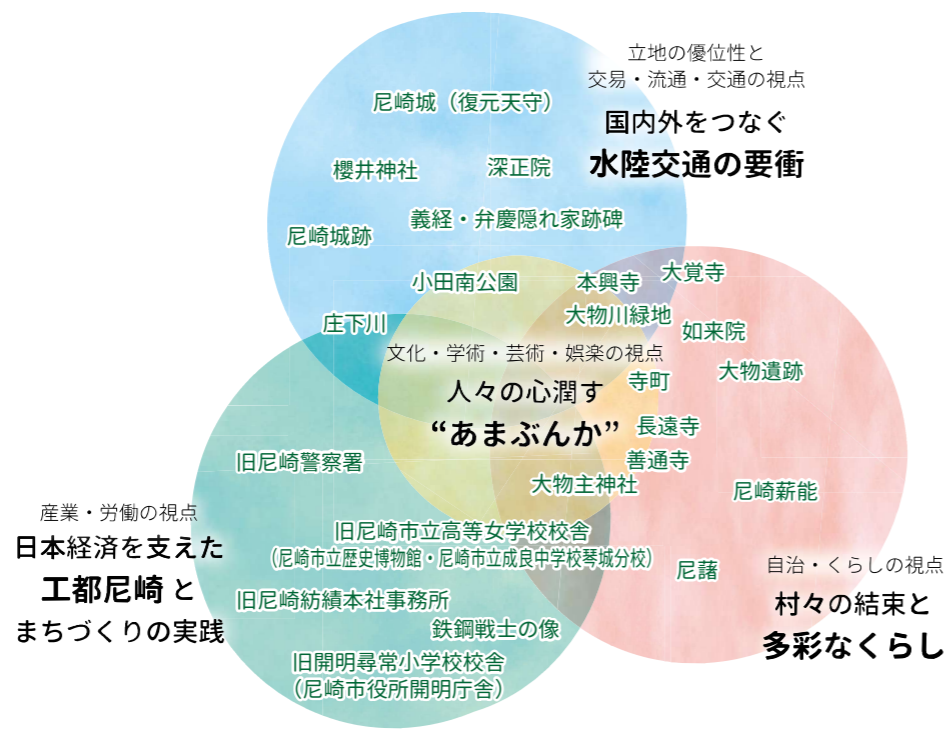 立地の優位性と
交易・流通・交通の視点
国内外をつなぐ
水陸交通の要衝
尼崎城（復元天守）
櫻井神社
深正院
義経・弁慶隠れ家跡碑
尼崎城跡
小田南公園
本興寺
大覚寺
大物川緑地
庄下川
如来院
文化・学術・芸術・娯楽の視点
人々の心潤す
“あまぶんか”
寺町
大物遺跡
長遠寺
善通寺
大物主神社
旧尼崎警察署
尼崎薪能
産業・労働の視点
日本経済を支えた
工都尼崎と
まちづくりの実践
旧尼崎市立高等女学校校舎
（尼崎市立歴史博物館・尼崎市立成良中学校琴城分校）
尼藷
旧尼崎紡績本社事務所
鉄鋼戦士の像
旧開明尋常小学校校舎
（尼崎市役所開明庁舎）
自治・くらしの視点
村々の結束と
多彩なくらし